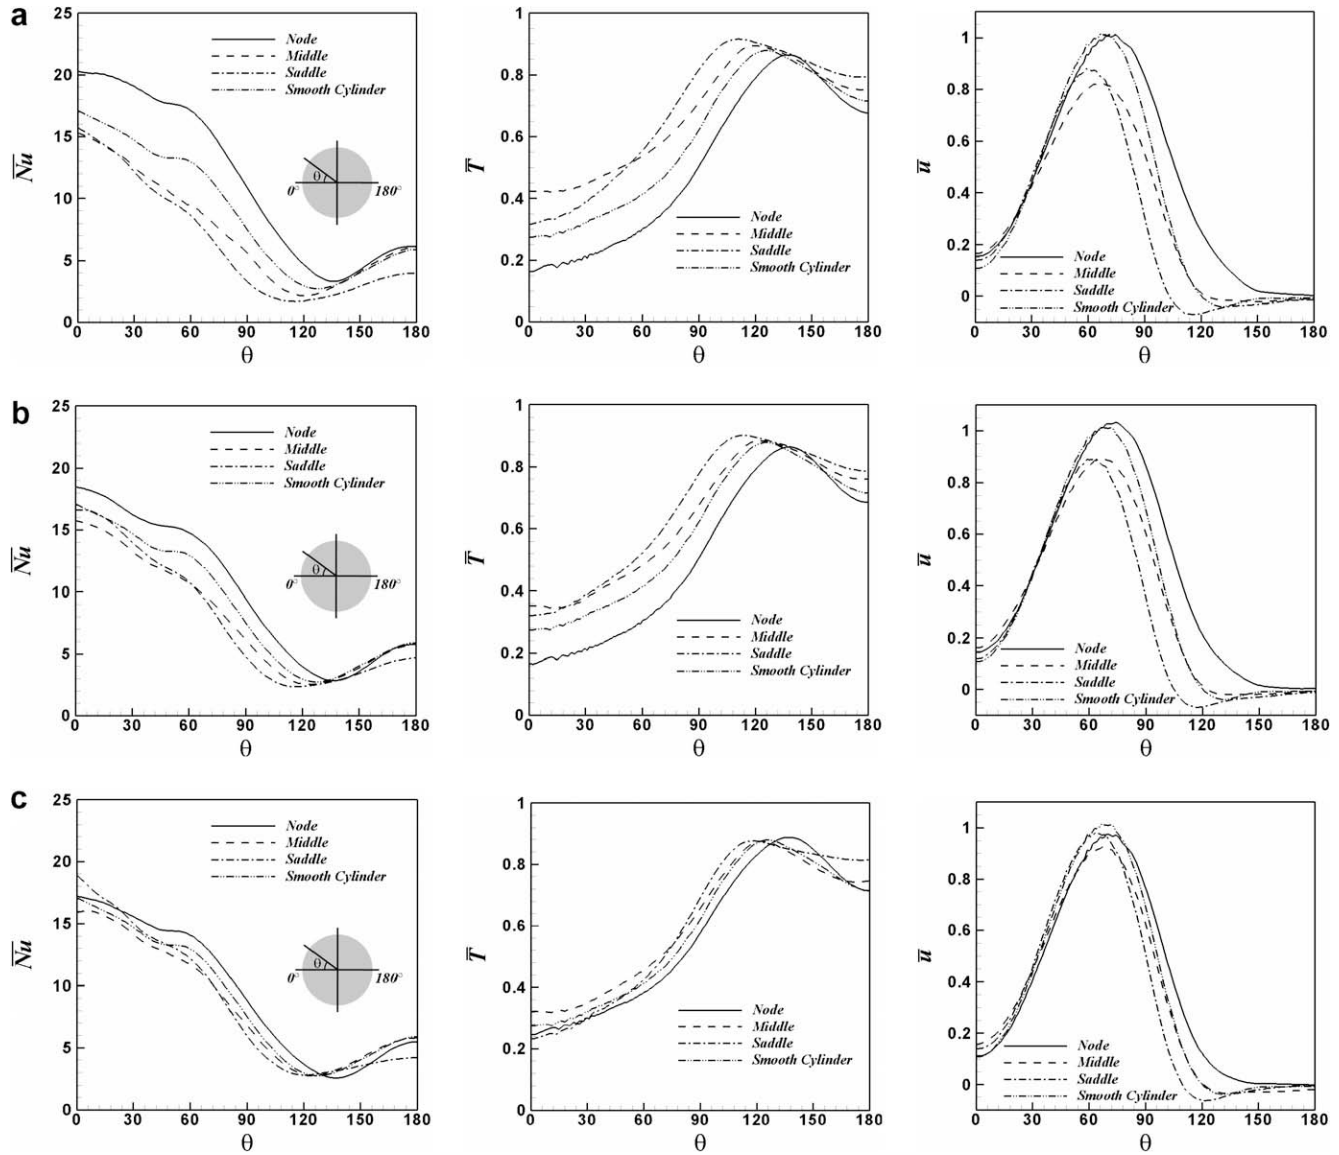 a
25
20
15
10
5
0
N̅u̅
Node
Middle
Saddle
Smooth Cylinder
θ
0°
180°
0 30 60 90 120 150 180
θ
1
0.8
0.6
0.4
0.2
0
T̅
Node
Middle
Saddle
Smooth Cylinder
0 30 60 90 120 150 180
θ
1
0.8
0.6
0.4
0.2
0
u̅
Node
Middle
Saddle
Smooth Cylinder
0 30 60 90 120 150 180
θ
b
25
20
15
10
5
0
N̅u̅
Node
Middle
Saddle
Smooth Cylinder
θ
0°
180°
0 30 60 90 120 150 180
θ
1
0.8
0.6
0.4
0.2
0
T̅
Node
Middle
Saddle
Smooth Cylinder
0 30 60 90 120 150 180
θ
1
0.8
0.6
0.4
0.2
0
u̅
Node
Middle
Saddle
Smooth Cylinder
0 30 60 90 120 150 180
θ
c
25
20
15
10
5
0
N̅u̅
Node
Middle
Saddle
Smooth Cylinder
θ
0°
180°
0 30 60 90 120 150 180
θ
1
0.8
0.6
0.4
0.2
0
T̅
Node
Middle
Saddle
Smooth Cylinder
0 30 60 90 120 150 180
θ
1
0.8
0.6
0.4
0.2
0
u̅
Node
Middle
Saddle
Smooth Cylinder
0 30 60 90 120 150 180
θ